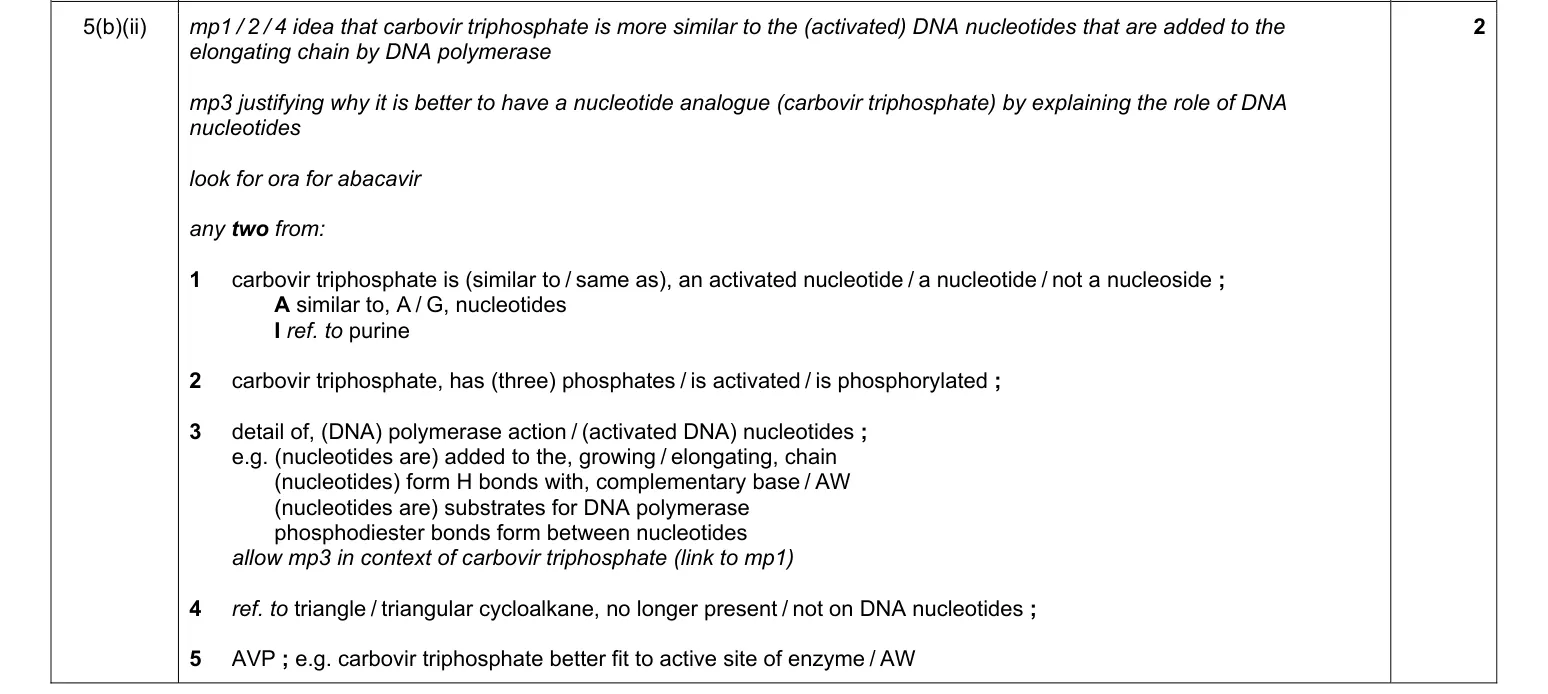 5(b)(ii) mp1 / 2 / 4 idea that carbovir triphosphate is more similar to the (activated) DNA nucleotides that are added to the 2
elongating chain by DNA polymerase
mp3 justifying why it is better to have a nucleotide analogue (carbovir triphosphate) by explaining the role of DNA
nucleotides
look for ora for abacavir
any two from:
1 carbovir triphosphate is (similar to / same as), an activated nucleotide / a nucleotide / not a nucleoside ;
A similar to, A / G, nucleotides
I ref. to purine
2 carbovir triphosphate, has (three) phosphates / is activated / is phosphorylated ;
3 detail of, (DNA) polymerase action / (activated DNA) nucleotides ;
e.g. (nucleotides are) added to the, growing / elongating, chain
(nucleotides) form H bonds with, complementary base / AW
(nucleotides are) substrates for DNA polymerase
phosphodiester bonds form between nucleotides
allow mp3 in context of carbovir triphosphate (link to mp1)
4 ref. to triangle / triangular cycloalkane, no longer present / not on DNA nucleotides ;
5 AVP ; e.g. carbovir triphosphate better fit to active site of enzyme / AW